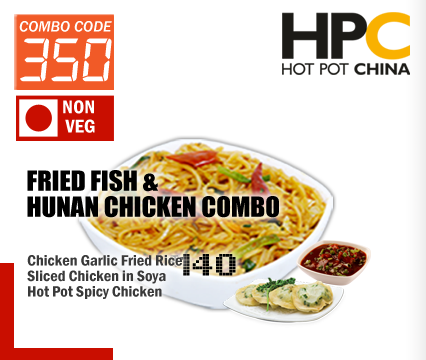 COMBO CODE
350
NON
VEG
HPC
HOT POT CHINA
FRIED FISH &
HUNAN CHICKEN COMBO
Chicken Garlic Fried Rice
140
Sliced Chicken in Soya
Hot Pot Spicy Chicken